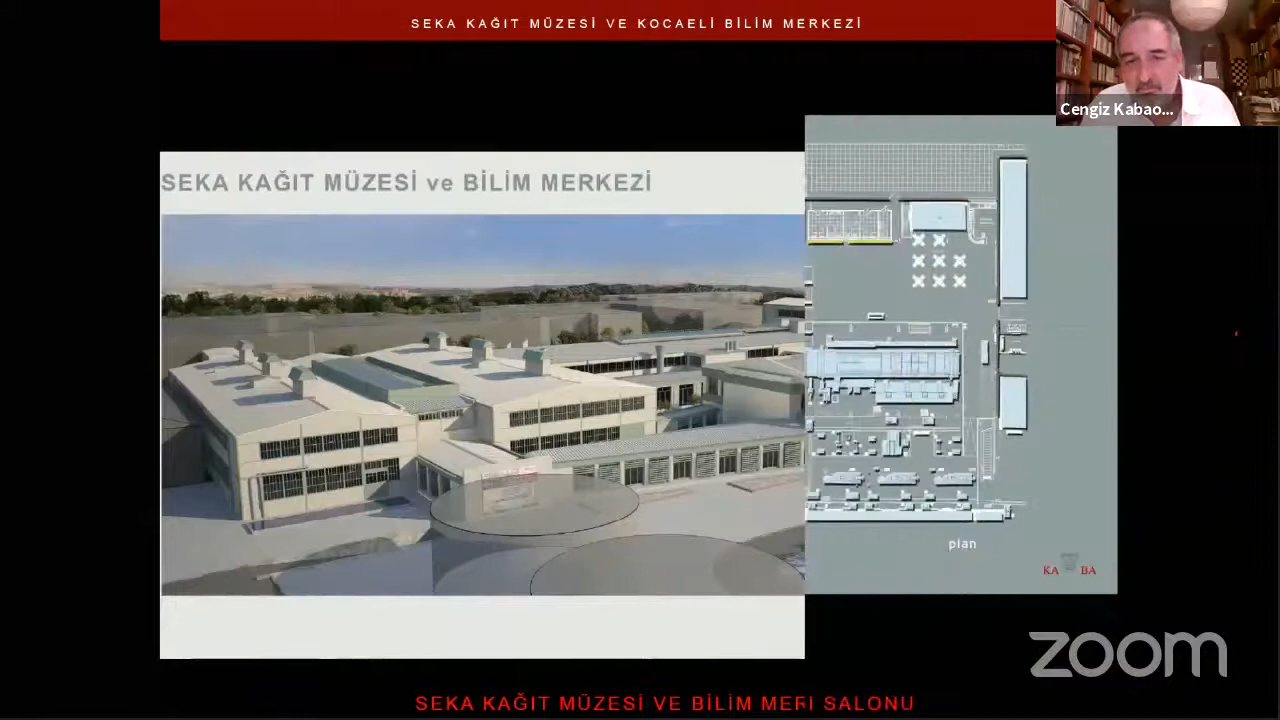 SEKA KAĞIT MÜZESİ VE KOCAELİ BİLİM MERKEZİ
Cengiz Kabao...
SEKA KAĞIT MÜZESİ ve BİLİM MERKEZİ
plan
KA BA
zoom
SEKA KAĞIT MÜZESİ VE BİLİM MERI SALONU